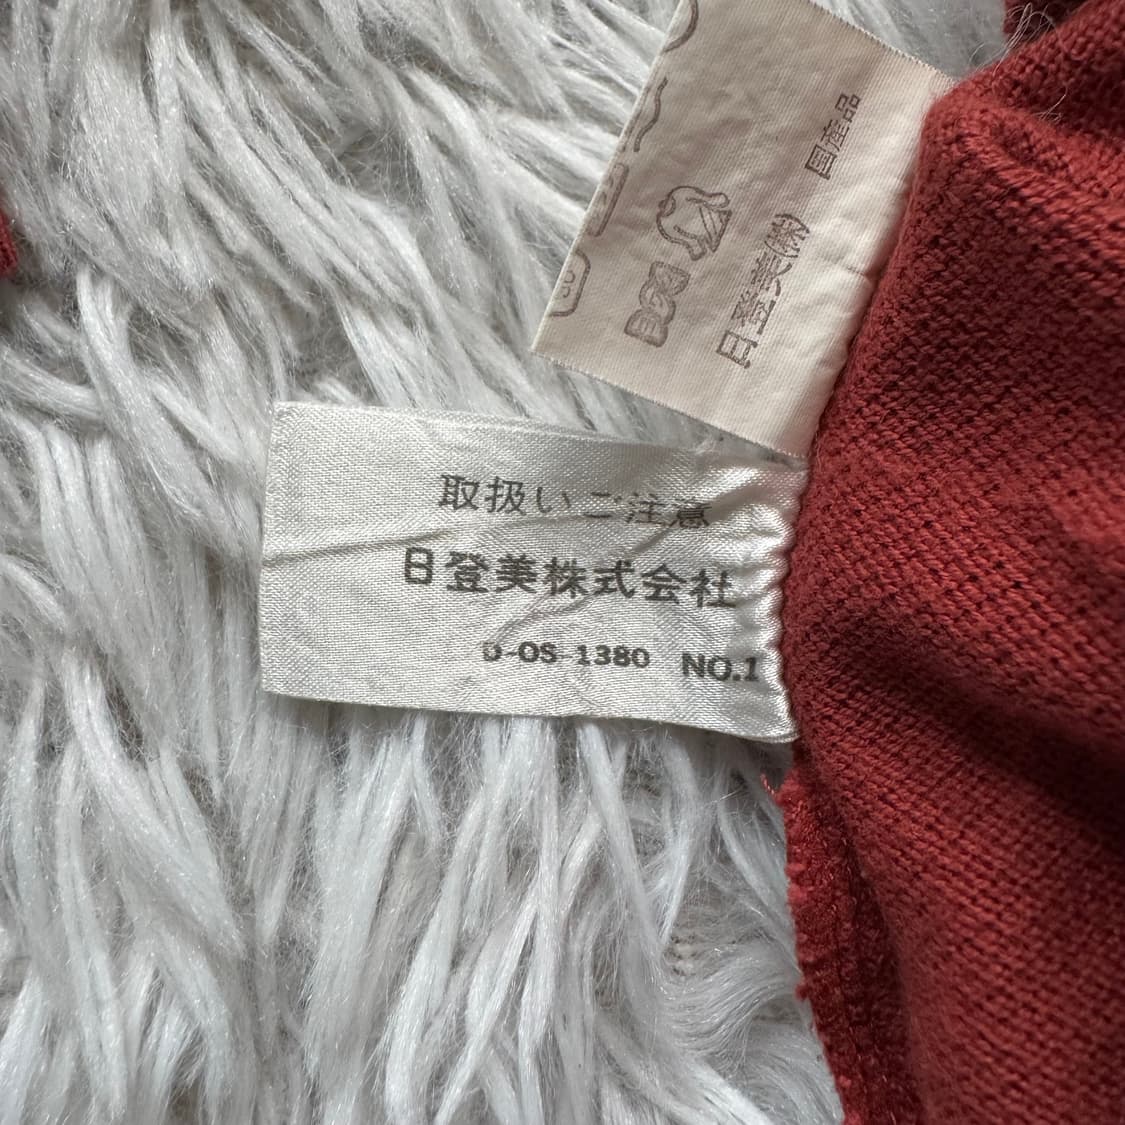 国産品
日登美(株)
取扱いご注意
日登美株式会社
D-OS-1380 NO.1